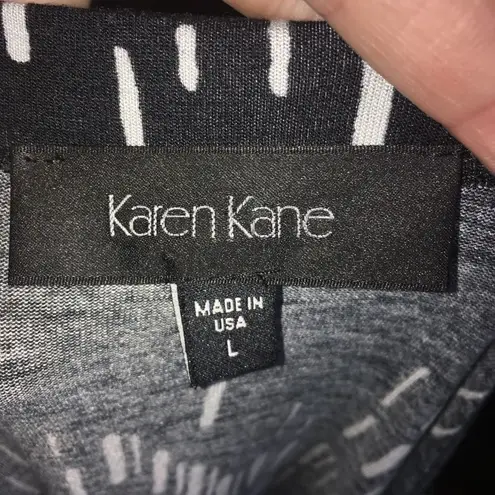 Karen Kane
MADE IN
USA
L